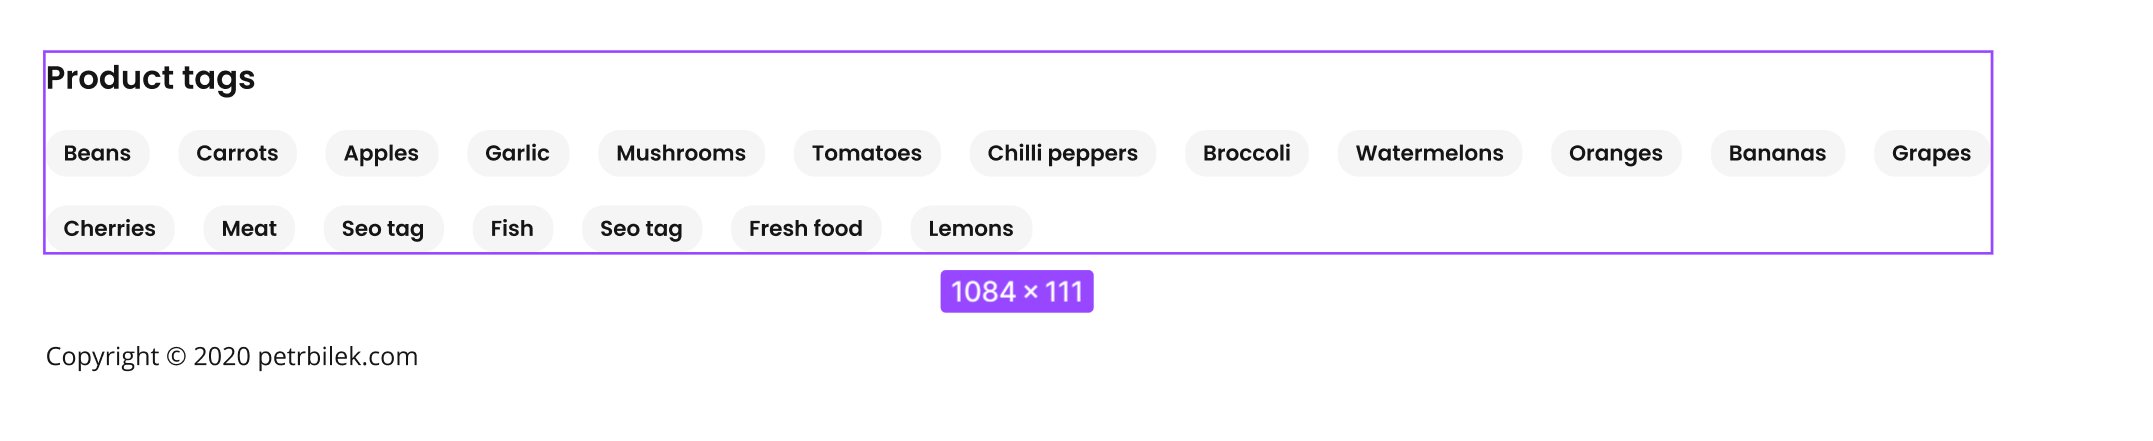 Product tags
Beans Carrots Apples Garlic Mushrooms Tomatoes Chilli peppers Broccoli Watermelons Oranges Bananas Grapes
Cherries Meat Seo tag Fish Seo tag Fresh food Lemons
1084 × 111
Copyright © 2020 petrbilek.com